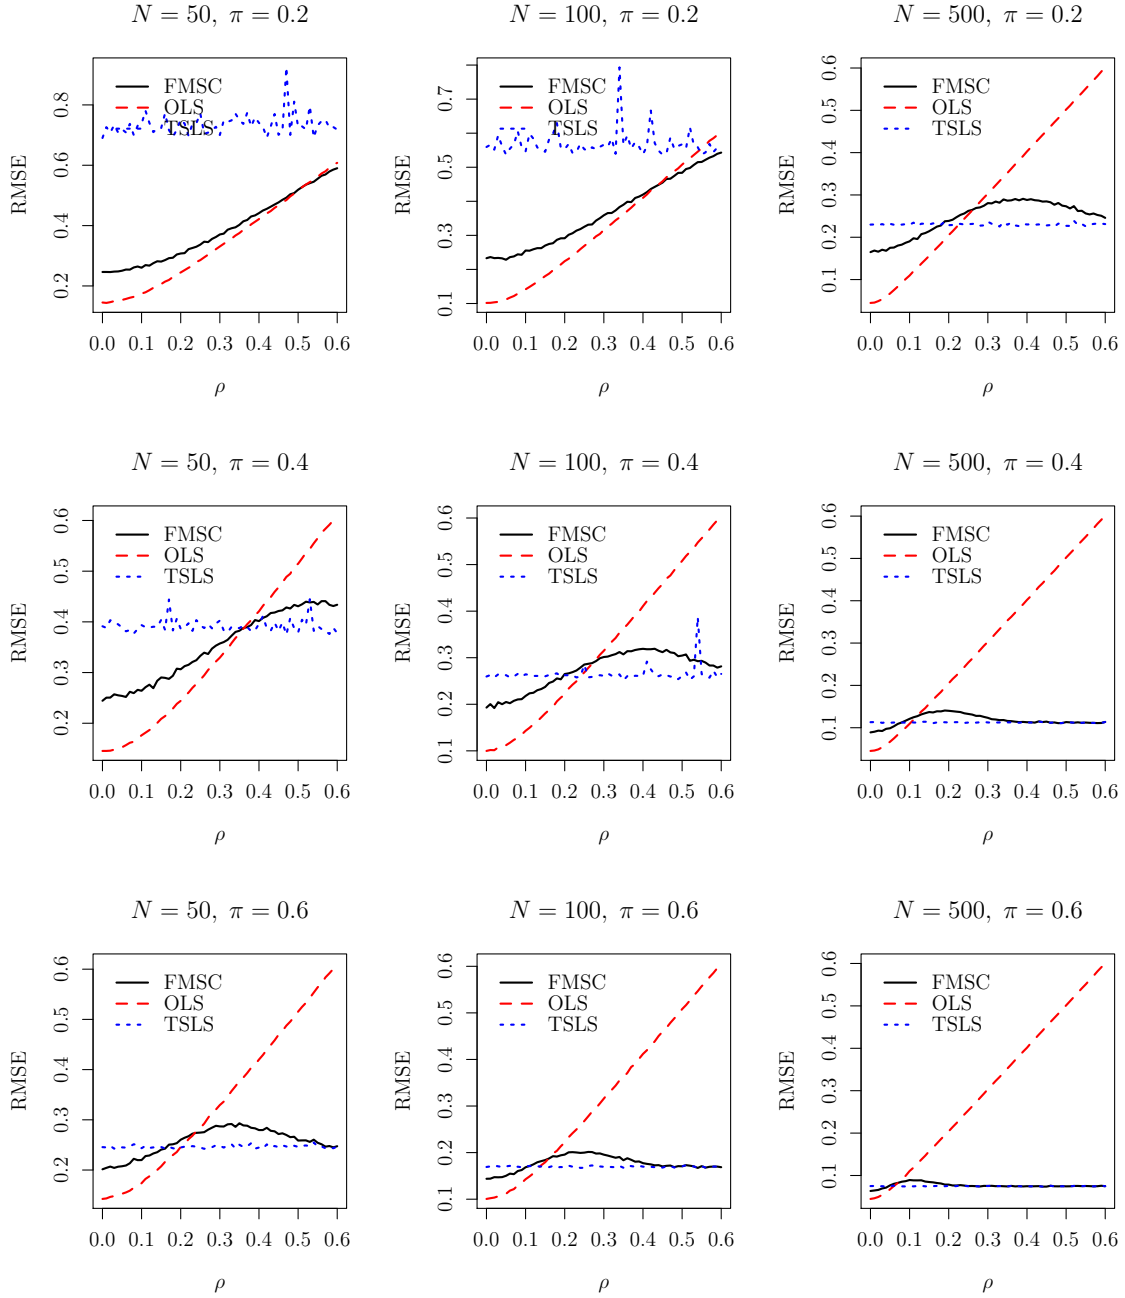 N = 50, π = 0.2
RMSE
0.2 0.4 0.6 0.8
FMSC
OLS
TSLS
0.0 0.1 0.2 0.3 0.4 0.5 0.6
ρ
N = 100, π = 0.2
RMSE
0.1 0.3 0.5 0.7
FMSC
OLS
TSLS
0.0 0.1 0.2 0.3 0.4 0.5 0.6
ρ
N = 500, π = 0.2
RMSE
0.1 0.2 0.3 0.4 0.5 0.6
FMSC
OLS
TSLS
0.0 0.1 0.2 0.3 0.4 0.5 0.6
ρ
N = 50, π = 0.4
RMSE
0.2 0.3 0.4 0.5 0.6
FMSC
OLS
TSLS
0.0 0.1 0.2 0.3 0.4 0.5 0.6
ρ
N = 100, π = 0.4
RMSE
0.1 0.2 0.3 0.4 0.5 0.6
FMSC
OLS
TSLS
0.0 0.1 0.2 0.3 0.4 0.5 0.6
ρ
N = 500, π = 0.4
RMSE
0.1 0.2 0.3 0.4 0.5 0.6
FMSC
OLS
TSLS
0.0 0.1 0.2 0.3 0.4 0.5 0.6
ρ
N = 50, π = 0.6
RMSE
0.2 0.3 0.4 0.5 0.6
FMSC
OLS
TSLS
0.0 0.1 0.2 0.3 0.4 0.5 0.6
ρ
N = 100, π = 0.6
RMSE
0.1 0.2 0.3 0.4 0.5 0.6
FMSC
OLS
TSLS
0.0 0.1 0.2 0.3 0.4 0.5 0.6
ρ
N = 500, π = 0.6
RMSE
0.1 0.2 0.3 0.4 0.5 0.6
FMSC
OLS
TSLS
0.0 0.1 0.2 0.3 0.4 0.5 0.6
ρ